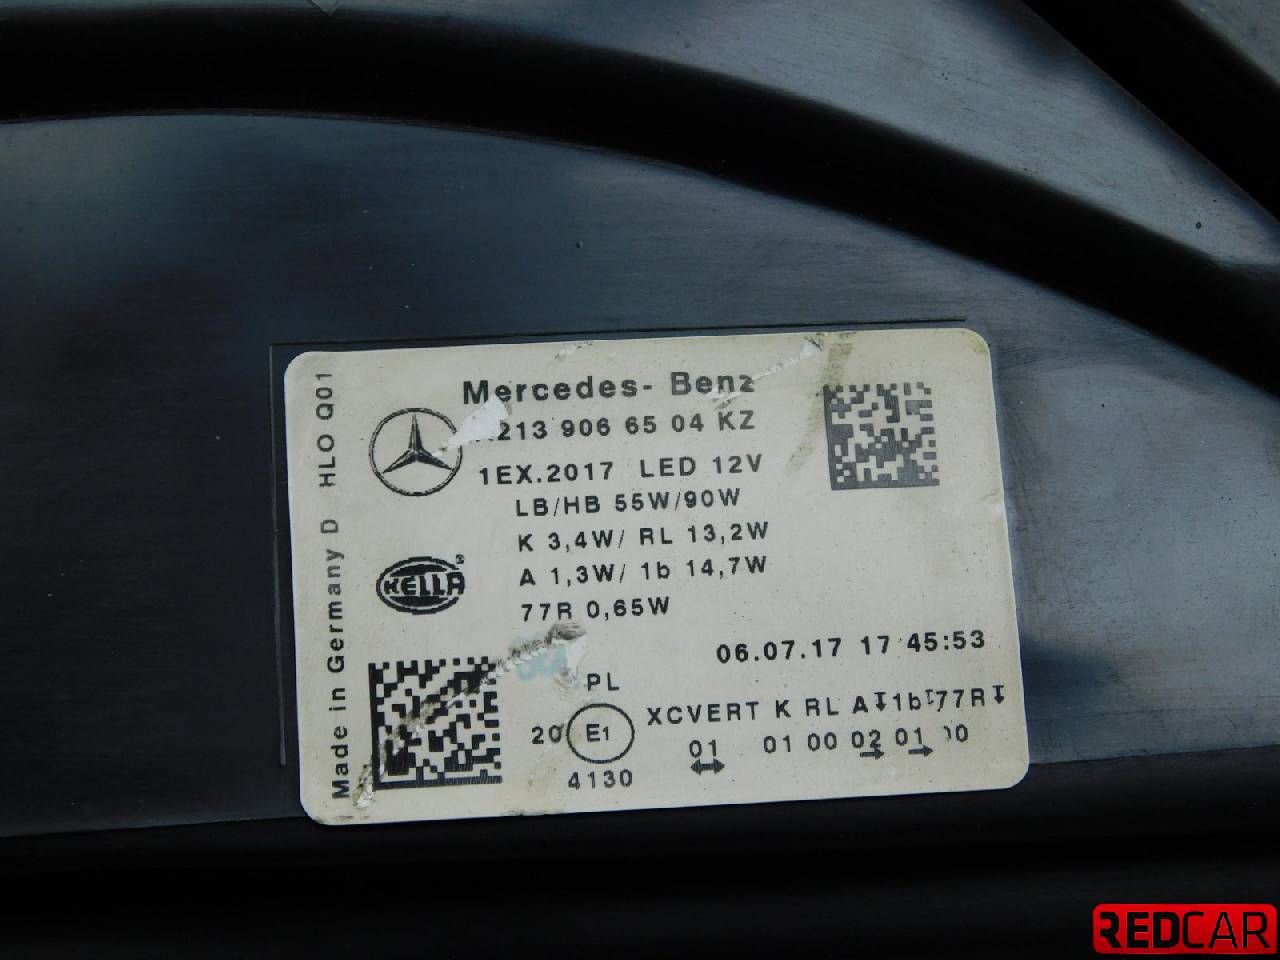 Mercedes- Benz
213 906 65 04 KZ
1EX.2017 LED 12V
LB/HB 55W/90W
K 3,4W/ RL 13,2W
A 1,3W/ 1b 14,7W
77R 0,65W
HELLA
Made in Germany D HLO Q01
06.07.17 17 45:53
PL
XCVERT K RL A 1b 77R
20 E1
01 01 00 02 01
4130
REDCAR